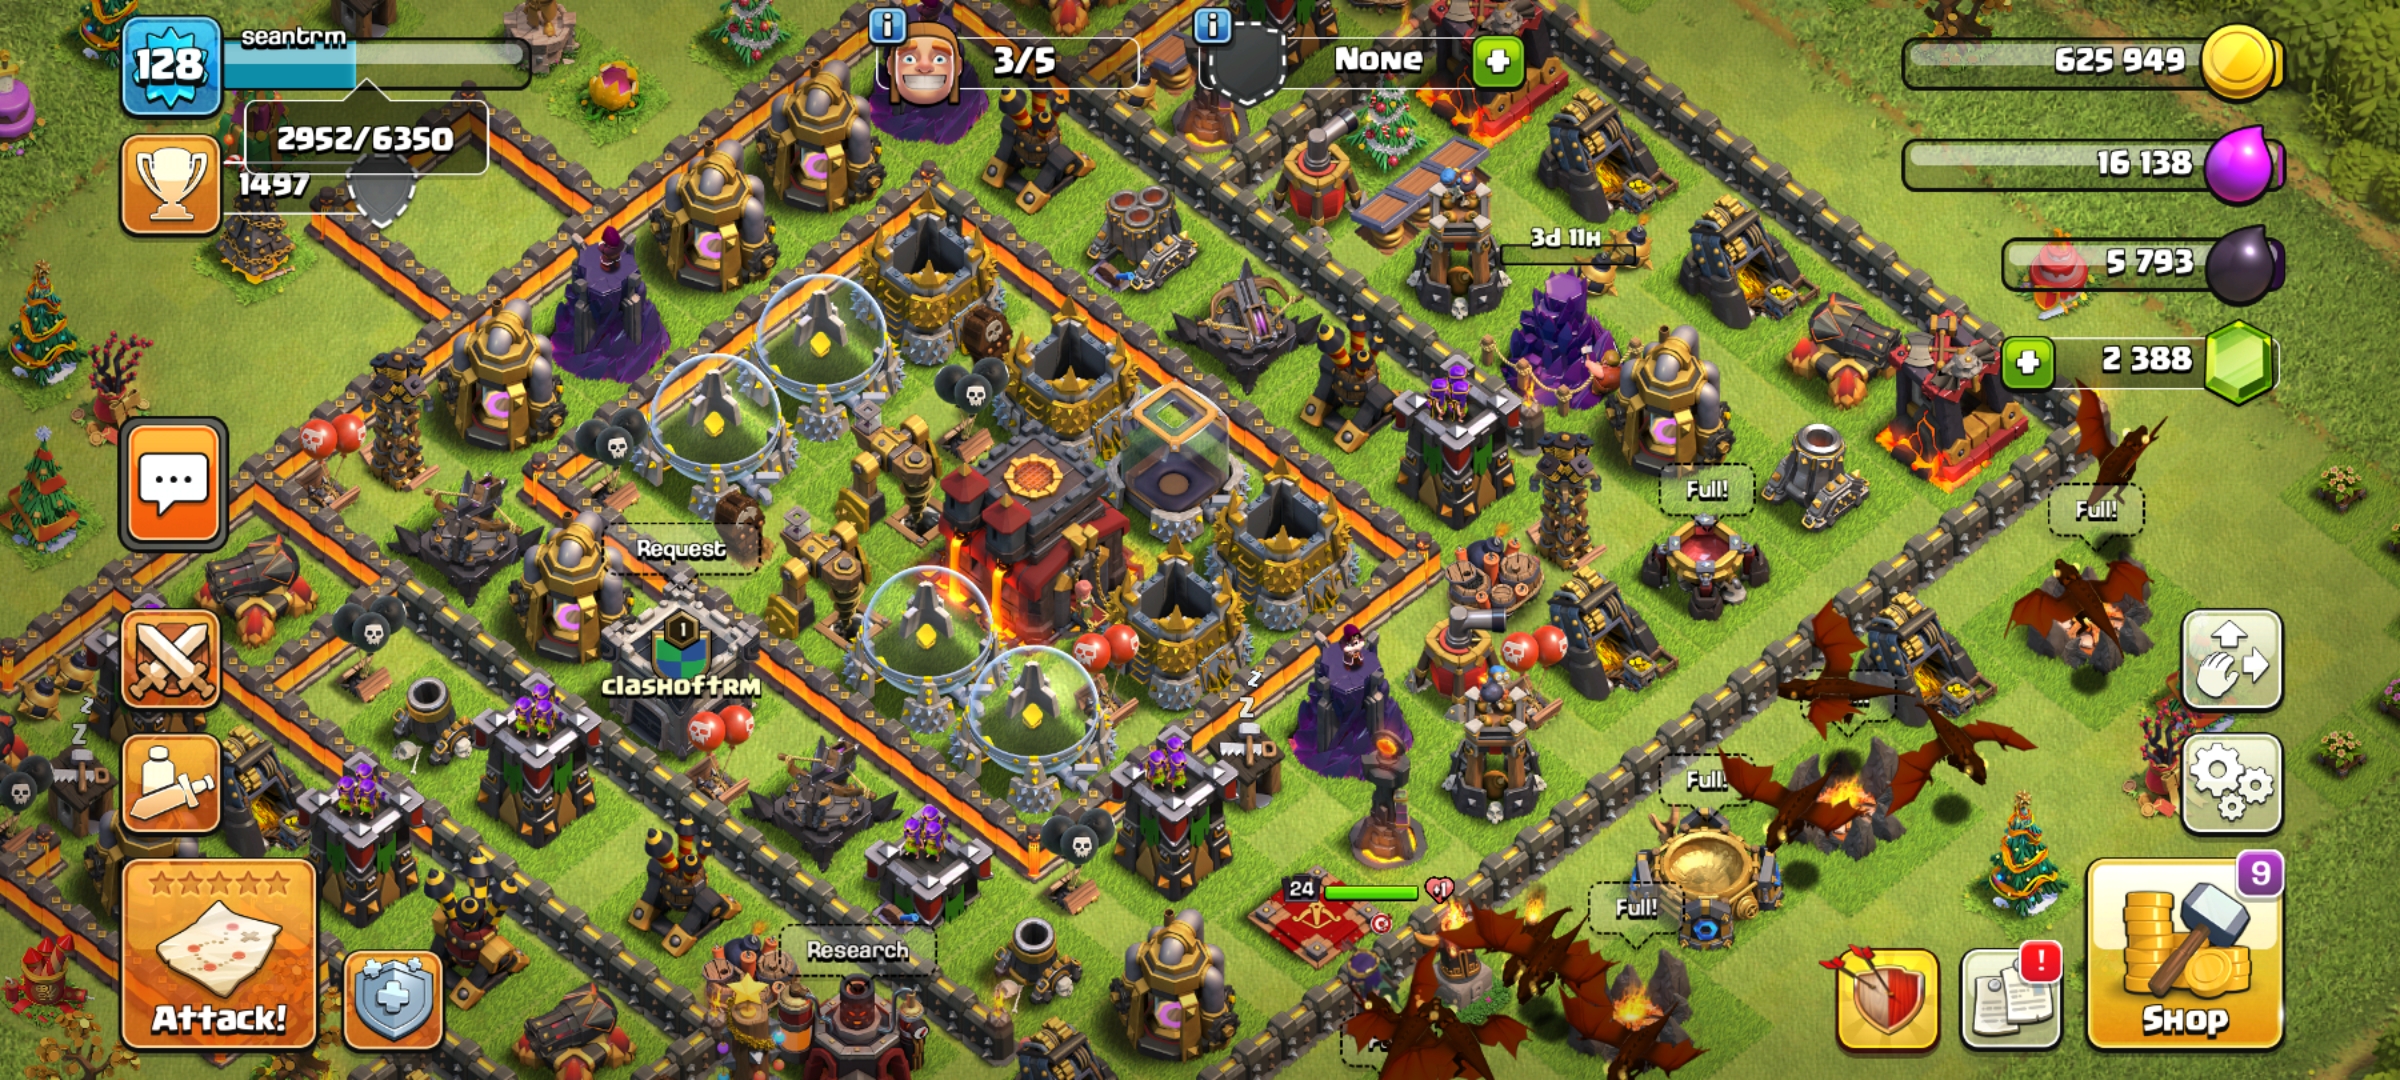 seantrm
128
3/5
None
625 949
2952/6350
1497
16 138
3d 11h
5 793
2 388
Full!
Full!
Request
1
clashoftrm
z
Z
z
Z
Full!
24
+1
9
Full!
Research
Attack!
!
Shop